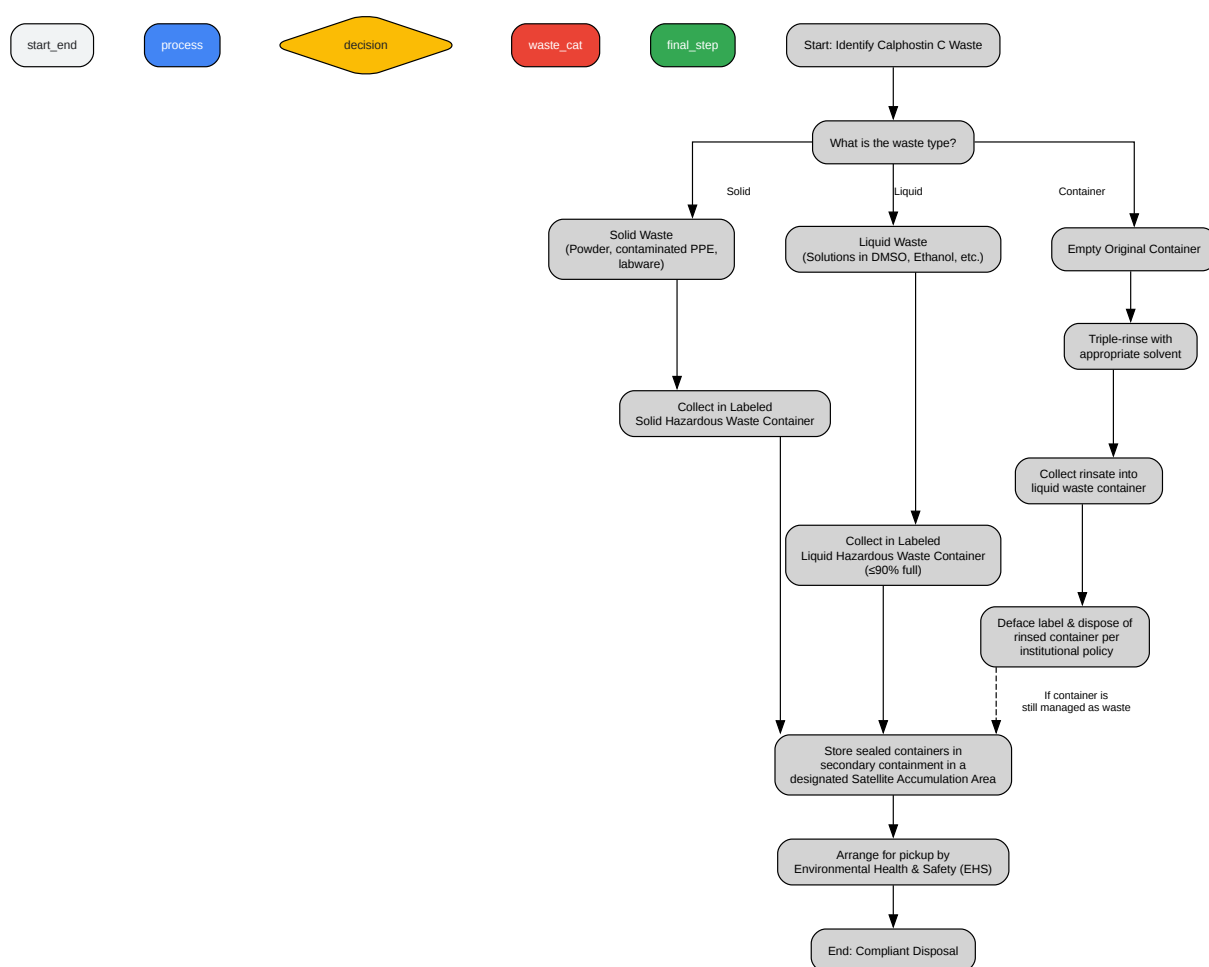 start_end
process
decision
waste_cat
final_step
Start: Identify Calphostin C Waste
What is the waste type?
Solid
Liquid
Container
Solid Waste
(Powder, contaminated PPE,
labware)
Liquid Waste
(Solutions in DMSO, Ethanol, etc.)
Empty Original Container
Triple-rinse with
appropriate solvent
Collect in Labeled
Solid Hazardous Waste Container
Collect rinsate into
liquid waste container
Collect in Labeled
Liquid Hazardous Waste Container
(≤90% full)
Deface label & dispose of
rinsed container per
institutional policy
If container is
still managed as waste
Store sealed containers in
secondary containment in a
designated Satellite Accumulation Area
Arrange for pickup by
Environmental Health & Safety (EHS)
End: Compliant Disposal